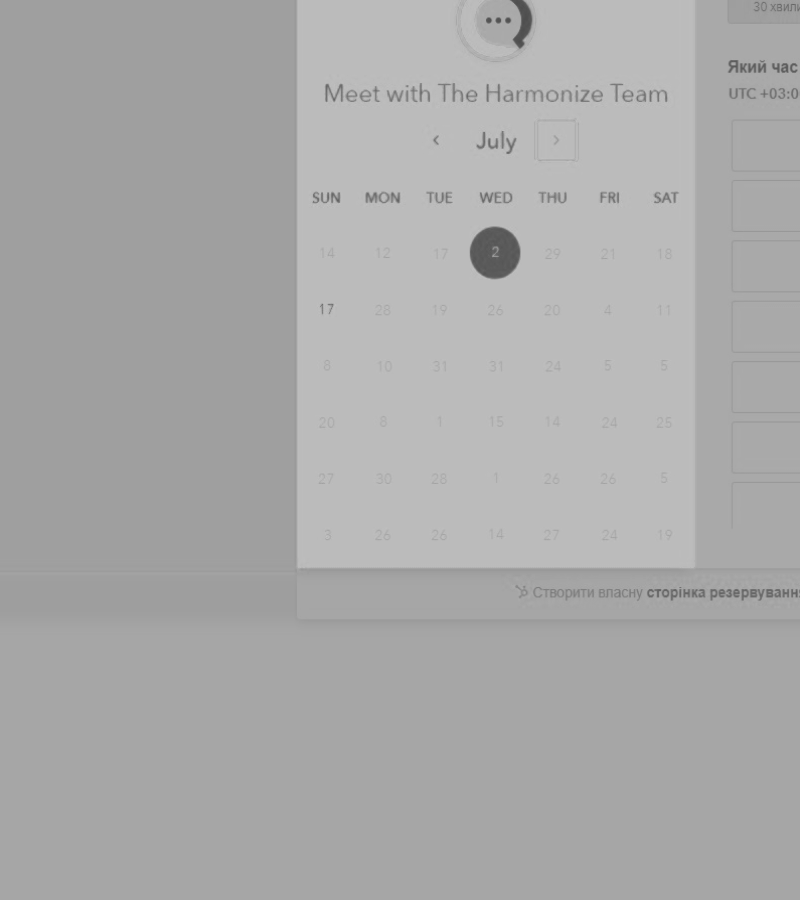 30 хвили
Meet with The Harmonize Team
Який час
UTC +03:0
‹ July ›
SUN MON TUE WED THU FRI SAT
14 12 17 2 29 21 18
17 28 19 26 20 4 11
8 10 31 31 24 5 5
20 8 1 15 14 24 25
27 30 28 1 26 26 5
3 26 26 14 27 24 19
Створити власну сторінка резервуванн